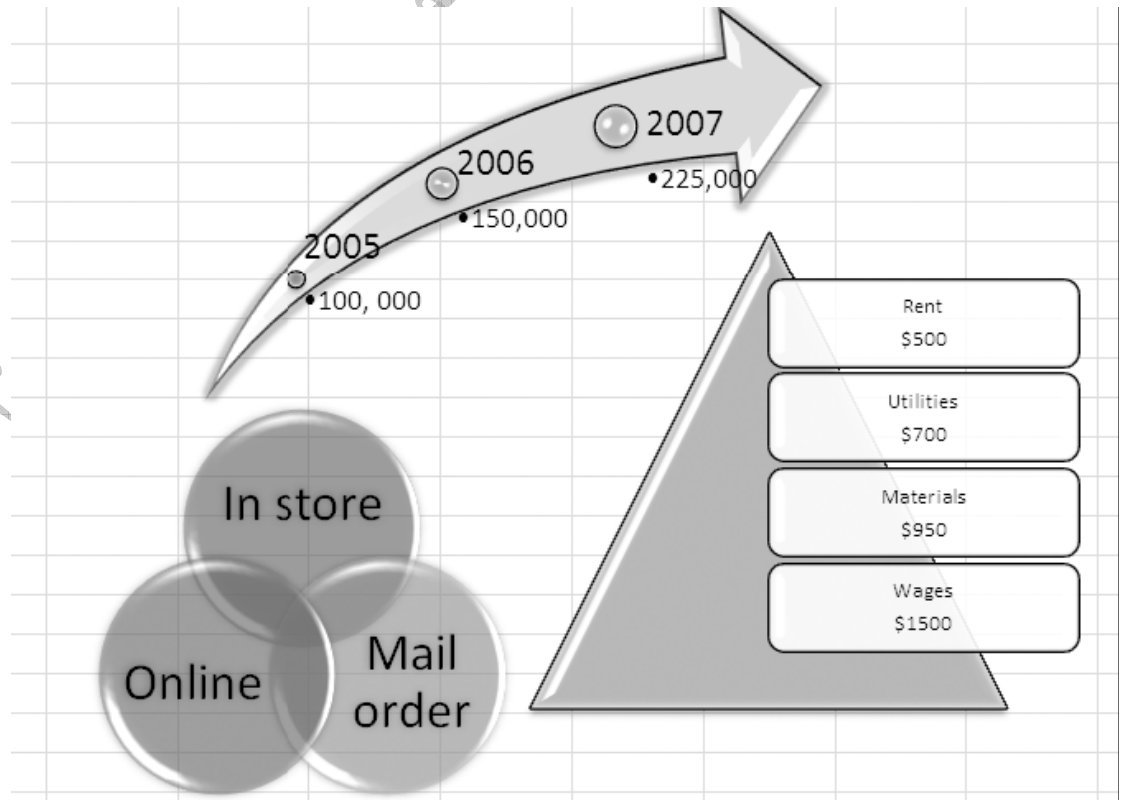 2007
•225,000
2006
•150,000
2005
•100, 000
Rent
$500
Utilities
$700
Materials
$950
Wages
$1500
In store
Online
Mail
order